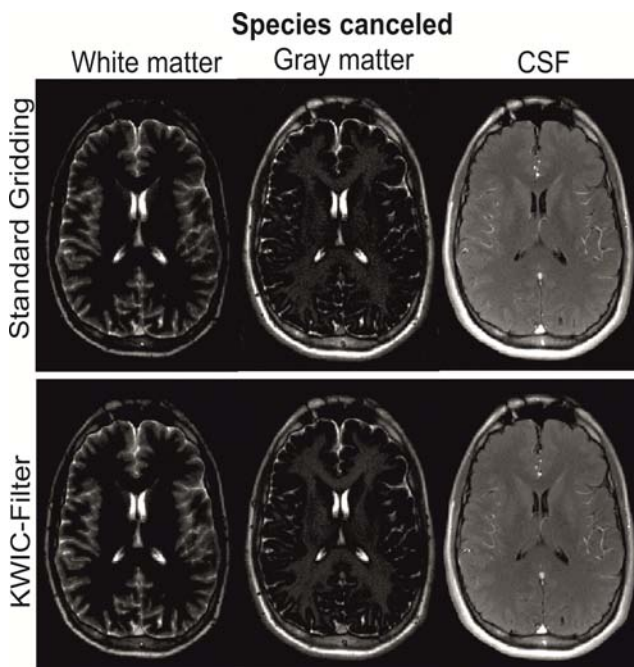 Species canceled
White matter
Gray matter
CSF
Standard Gridding
KWIC-Filter